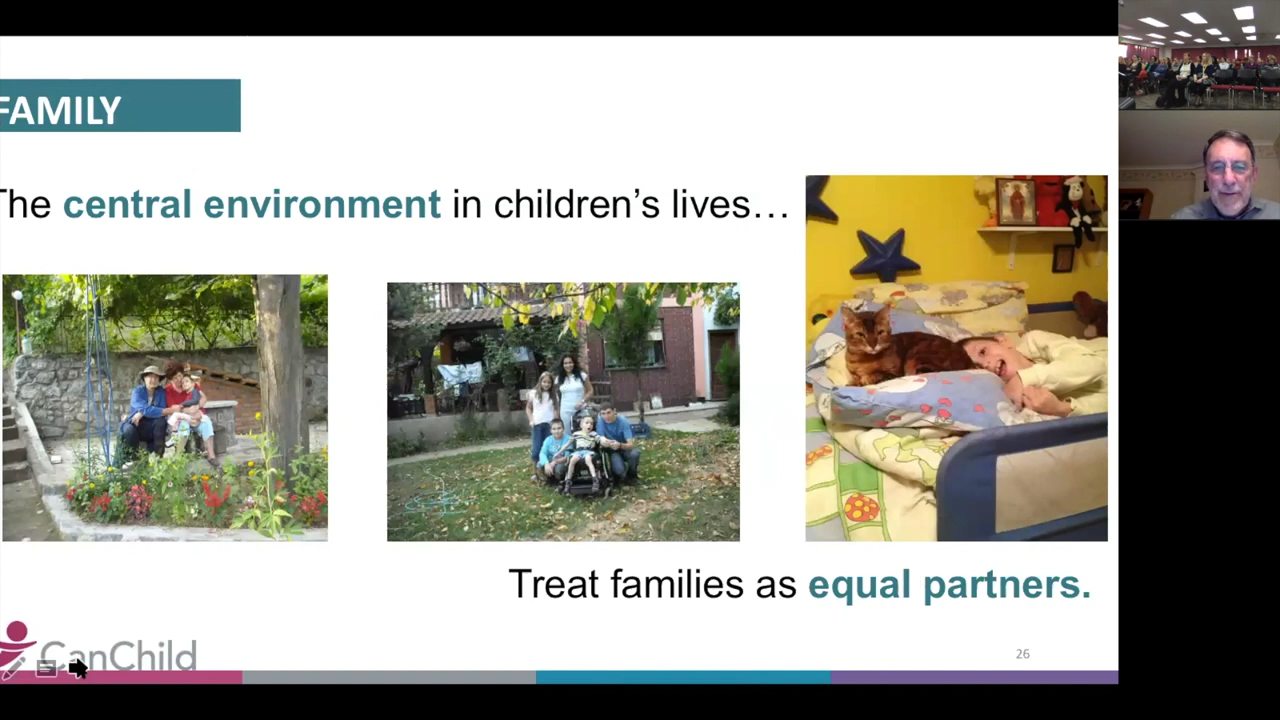 FAMILY
The central environment in children's lives…
Treat families as equal partners.
CanChild
26